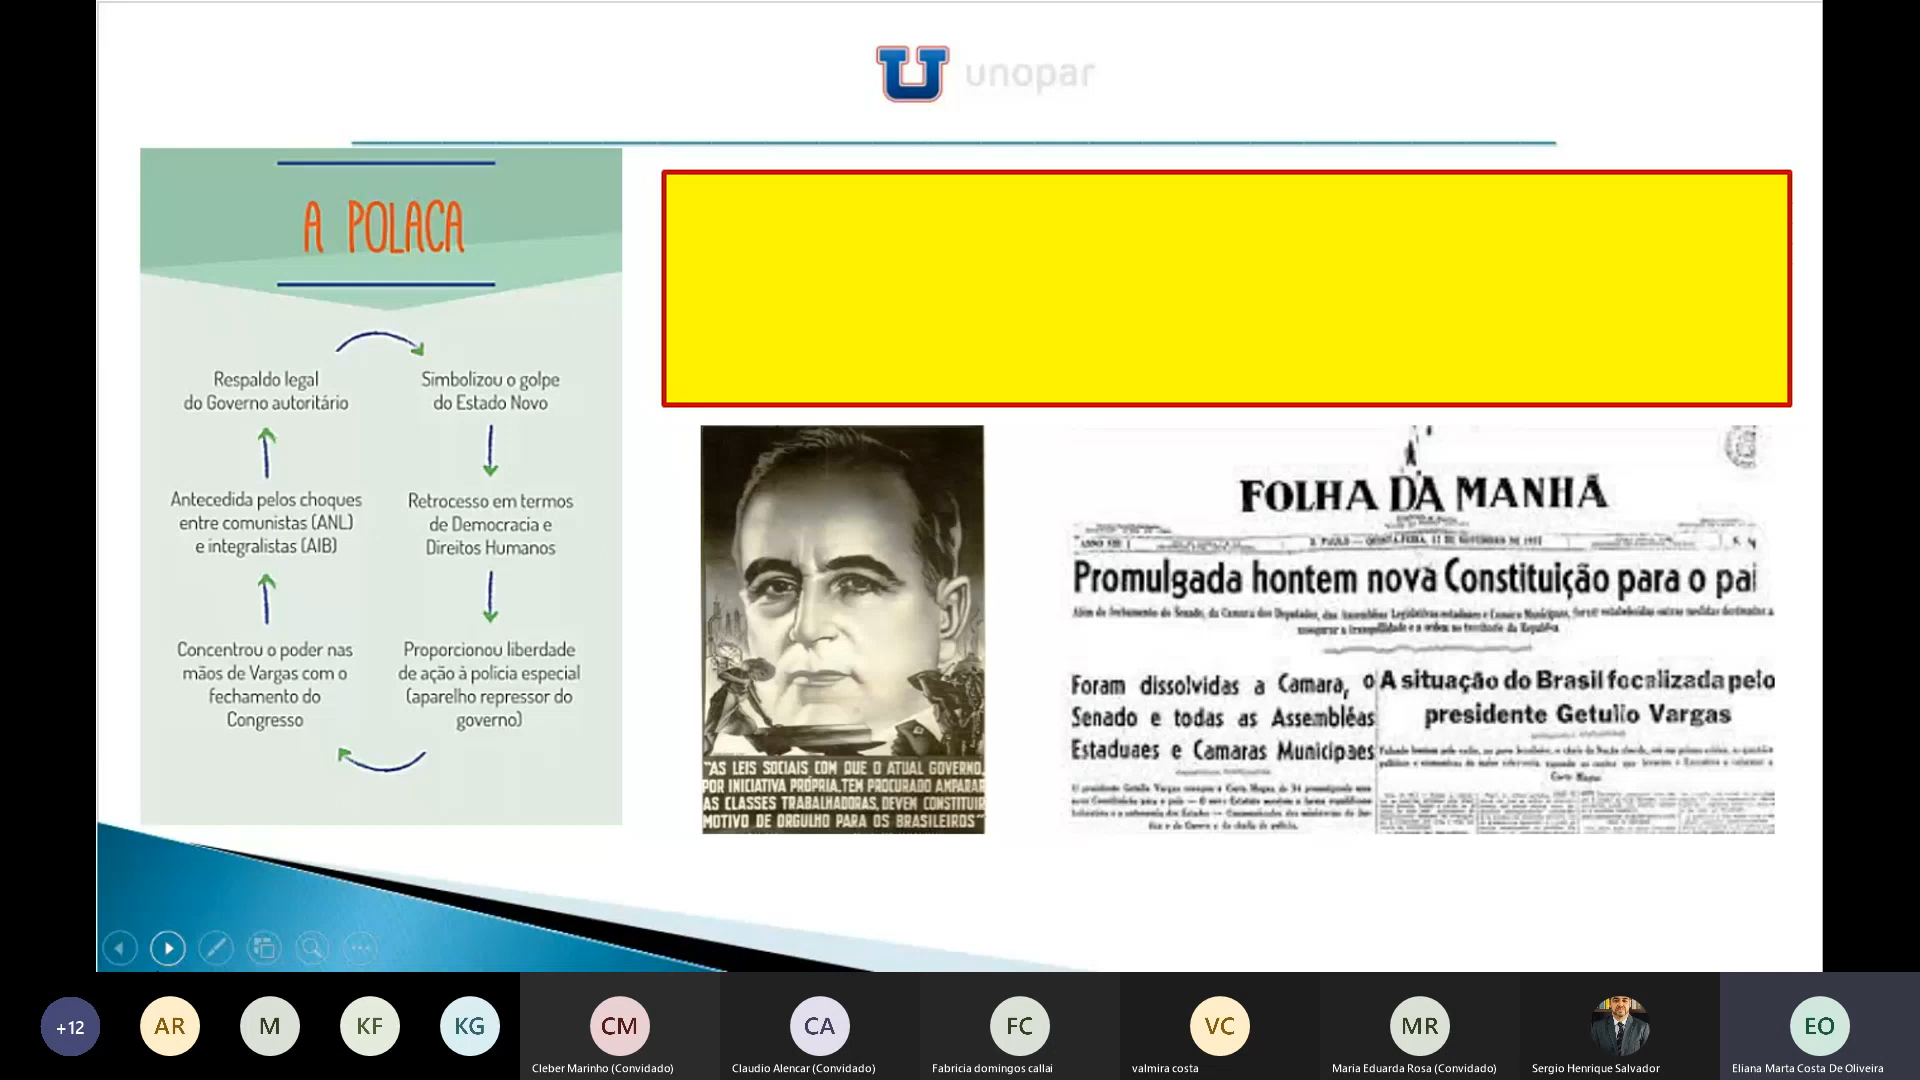 unopar
A POLACA
Respaldo legal
do Governo autoritário
Simbolizou o golpe
do Estado Novo
Antecedida pelos choques
entre comunistas (ANL)
e integralistas (AIB)
Retrocesso em termos
de Democracia e
Direitos Humanos
Concentrou o poder nas
mãos de Vargas com o
fechamento do
Congresso
Proporcionou liberdade
de ação à polícia especial
(aparelho repressor do
governo)
"AS LEIS SOCIAIS COM QUE O ATUAL GOVERNO,
POR INICIATIVA PRÓPRIA, TEM PROCURADO AMPARAR
AS CLASSES TRABALHADORAS, DEVEM CONSTITUIR
MOTIVO DE ORGULHO PARA OS BRASILEIROS"
FOLHA DA MANHÃ
Promulgada hontem nova Constituição para o pai
Foram dissolvidas a Camara, o
Senado e todas as Assembléas
Estaduaes e Camaras Municipaes
A situação do Brasil focalizada pelo
presidente Getulio Vargas
+12
AR
M
KF
KG
CM
Cleber Marinho (Convidado)
CA
Claudio Alencar (Convidado)
FC
Fabricia domingos callai
VC
valmira costa
MR
Maria Eduarda Rosa (Convidado)
Sergio Henrique Salvador
EO
Eliana Marta Costa De Oliveira